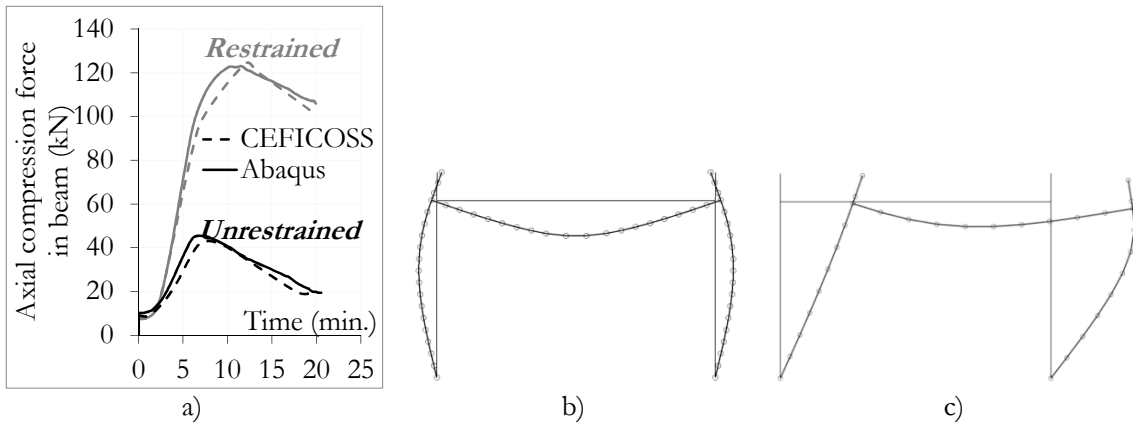 Axial compression force
in beam (kN)
140
120
100
80
60
40
20
0
Restrained
CEFICOSS
Abaqus
Unrestrained
Time (min.)
0 5 10 15 20 25
a)
b)
c)